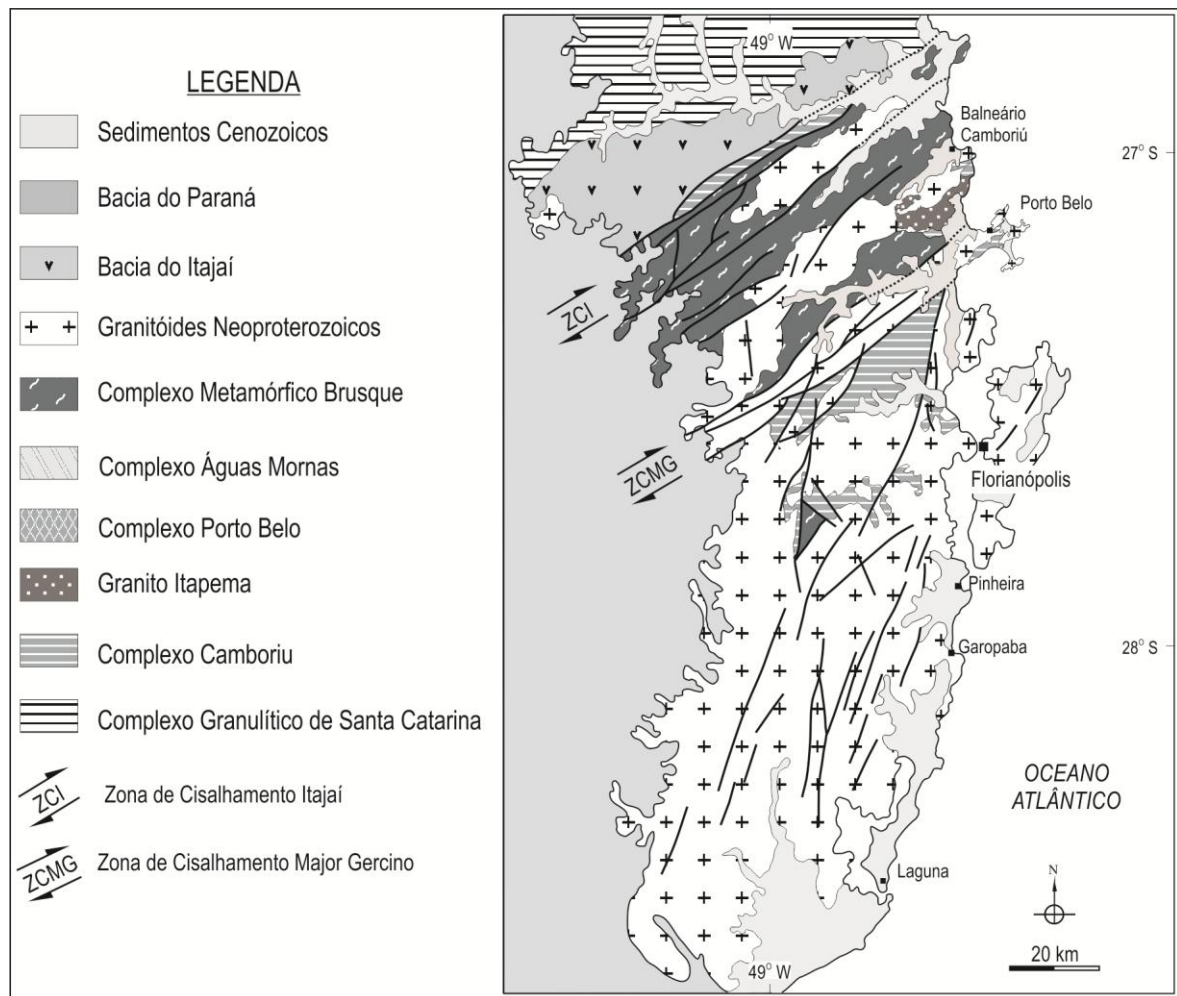 LEGENDA
Sedimentos Cenozoicos
Bacia do Paraná
Bacia do Itajaí
Granitóides Neoproterozoicos
Complexo Metamórfico Brusque
Complexo Águas Mornas
Complexo Porto Belo
Granito Itapema
Complexo Camboriu
Complexo Granulítico de Santa Catarina
ZCI
Zona de Cisalhamento Itajaí
ZCMG
Zona de Cisalhamento Major Gercino
49° W
Balneário
Camboriú
27° S
Porto Belo
ZCI
ZCMG
Florianópolis
Pinheira
Garopaba
28° S
OCEANO
ATLÂNTICO
Laguna
N
20 km
49° W